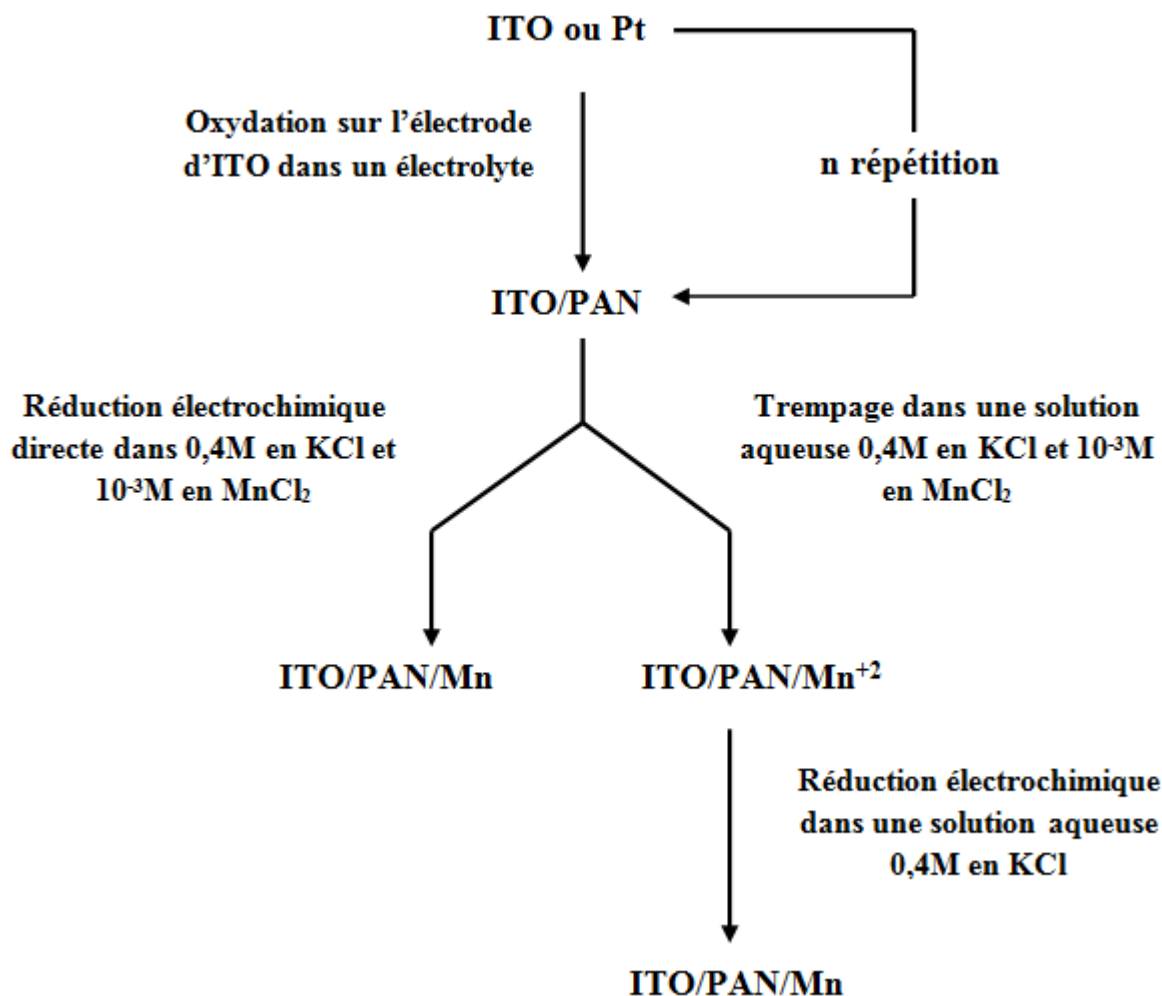 ITO ou Pt
Oxydation sur l’électrode
d’ITO dans un électrolyte
n répétition
ITO/PAN
Réduction électrochimique
directe dans 0,4M en KCl et
10⁻³M en MnCl₂
Trempage dans une solution
aqueuse 0,4M en KCl et 10⁻³M
en MnCl₂
ITO/PAN/Mn
ITO/PAN/Mn⁺²
Réduction électrochimique
dans une solution aqueuse
0,4M en KCl
ITO/PAN/Mn